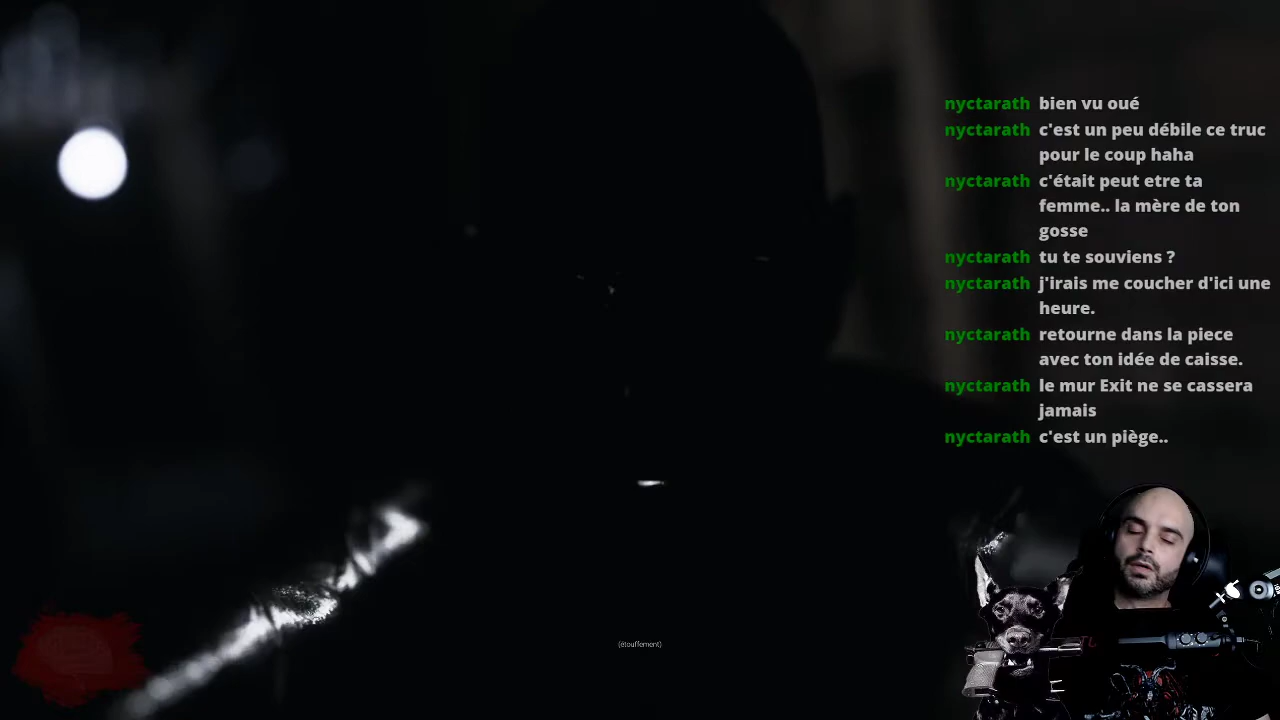 nyctarath bien vu oué
nyctarath c'est un peu débile ce truc
pour le coup haha
nyctarath c'était peut etre ta
femme.. la mère de ton
gosse
nyctarath tu te souviens ?
nyctarath j'irais me coucher d'ici une
heure.
nyctarath retourne dans la piece
avec ton idée de caisse.
nyctarath le mur Exit ne se cassera
jamais
nyctarath c'est un piège..
(étouffement)